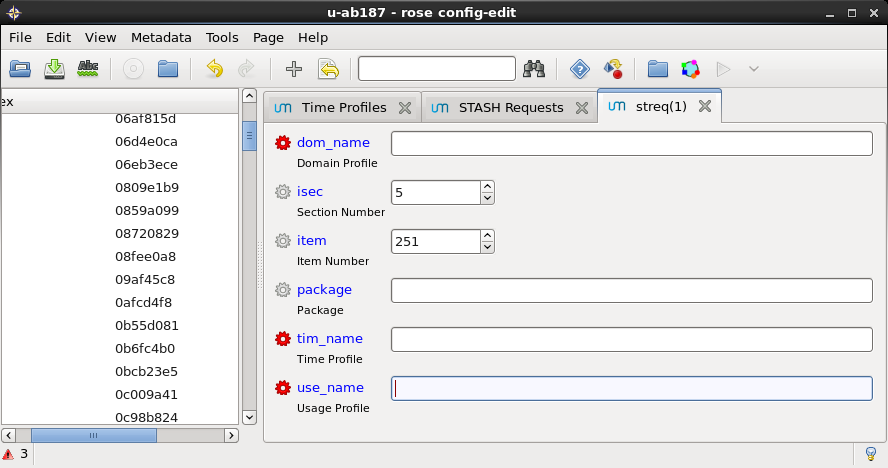 u-ab187 - rose config-edit
File Edit View Metadata Tools Page Help
Abc
ex
06af815d
06d4e0ca
06eb3ece
0809e1b9
0859a099
08720829
08fee0a8
09af45c8
0afcd4f8
0b55d081
0b6fc4b0
0bcb23e5
0c009a41
0c98b824
Time Profiles STASH Requests streq(1)
dom_name
Domain Profile
isec 5
Section Number
item 251
Item Number
package
Package
tim_name
Time Profile
use_name
Usage Profile
3